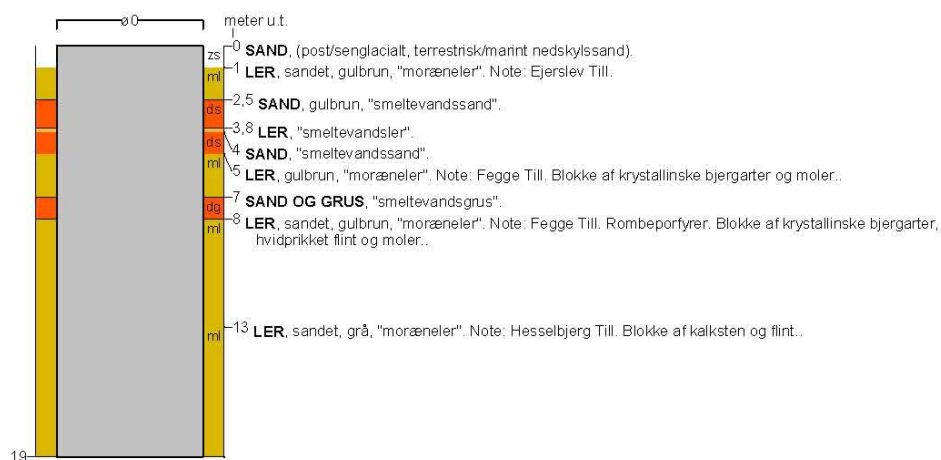 ø0
meter u.t.
zs 0 SAND, (post/senglacialt, terrestrisk/marint nedskylssand).
ml 1 LER, sandet, gulbrun, "moræneler". Note: Ejerslev Till.
ds 2,5 SAND, gulbrun, "smeltevandssand".
3,8 LER, "smeltevandsler".
ds 4 SAND, "smeltevandssand".
ml 5 LER, gulbrun, "moræneler". Note: Fegge Till. Blokke af krystallinske bjergarter og moler..
dg 7 SAND OG GRUS, "smeltevandsgrus".
ml 8 LER, sandet, gulbrun, "moræneler". Note: Fegge Till. Rombeporfyrer. Blokke af krystallinske bjergarter,
hvidprikket flint og moler..
ml 13 LER, sandet, grå, "moræneler". Note: Hesselbjerg Till. Blokke af kalksten og flint..
19